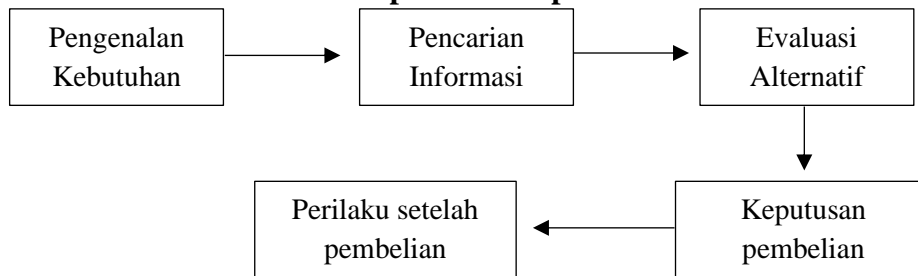 Pengenalan
Kebutuhan
Pencarian
Informasi
Evaluasi
Alternatif
Perilaku setelah
pembelian
Keputusan
pembelian